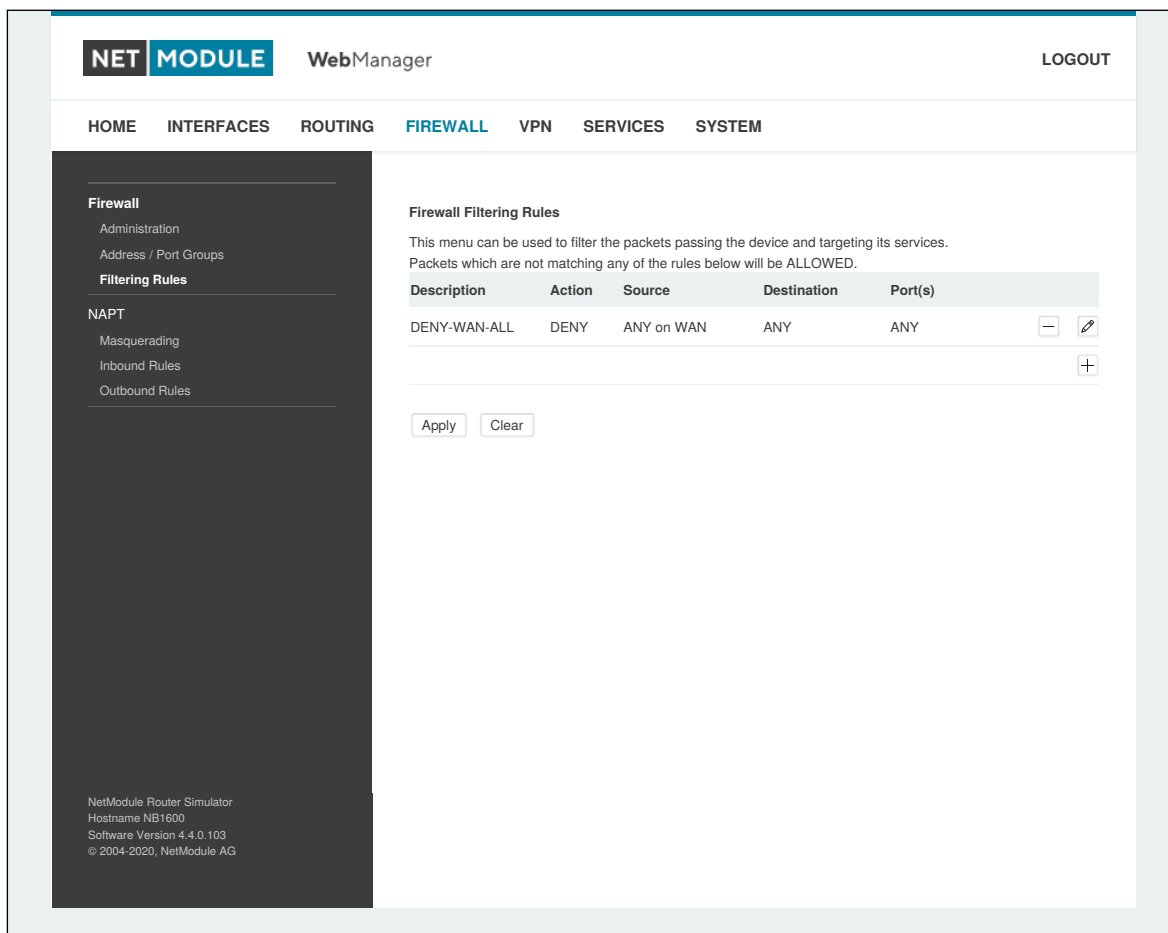 NET MODULE WebManager LOGOUT
HOME INTERFACES ROUTING FIREWALL VPN SERVICES SYSTEM
Firewall
Administration
Address / Port Groups
Filtering Rules
NAPT
Masquerading
Inbound Rules
Outbound Rules
Firewall Filtering Rules
This menu can be used to filter the packets passing the device and targeting its services.
Packets which are not matching any of the rules below will be ALLOWED.
Description Action Source Destination Port(s)
DENY-WAN-ALL DENY ANY on WAN ANY ANY
Apply Clear
NetModule Router Simulator
Hostname NB1600
Software Version 4.4.0.103
© 2004-2020, NetModule AG